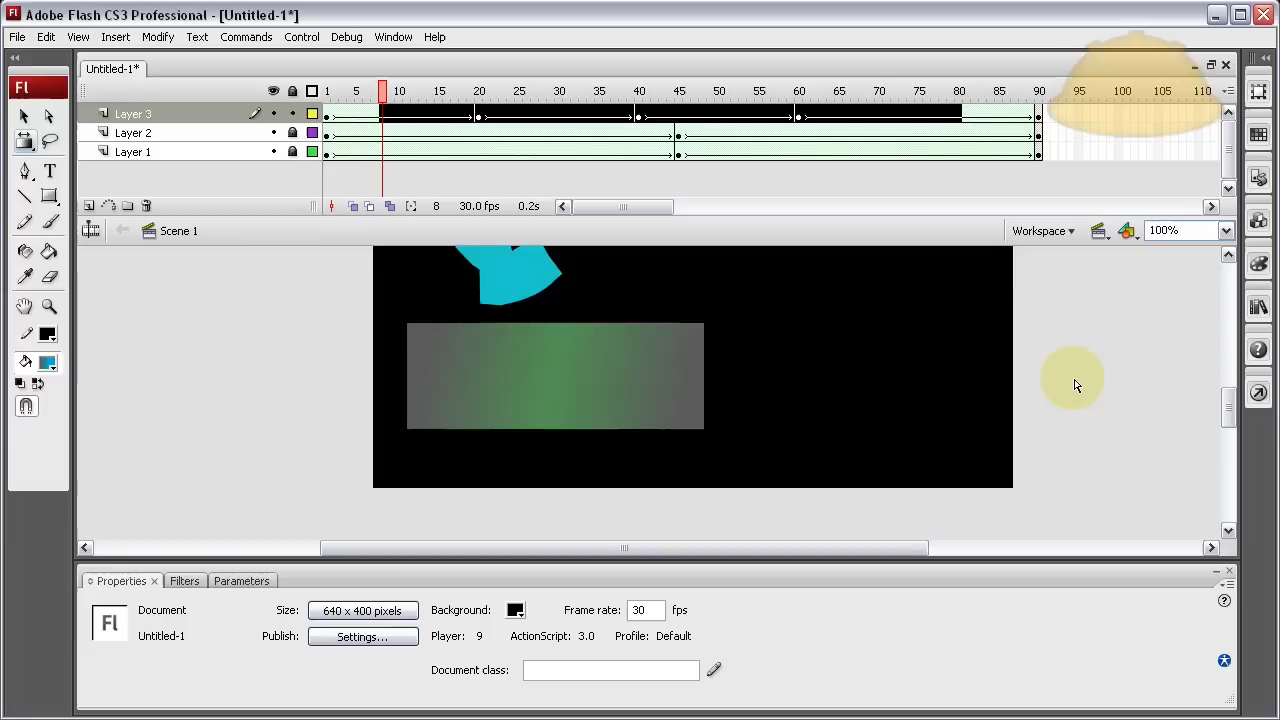 Adobe Flash CS3 Professional - [Untitled-1*]
File Edit View Insert Modify Text Commands Control Debug Window Help
Fl
Untitled-1*
1 5 10 15 20 25 30 35 40 45 50 55 60 65 70 75 80 85 90 95 100 105 110
Layer 3
Layer 2
Layer 1
8 30.0 fps 0.2s
Scene 1 Workspace 100%
Properties Filters Parameters
Document Size: 640 x 400 pixels Background: Frame rate: 30 fps
Fl
Untitled-1 Publish: Settings... Player: 9 ActionScript: 3.0 Profile: Default
Document class: